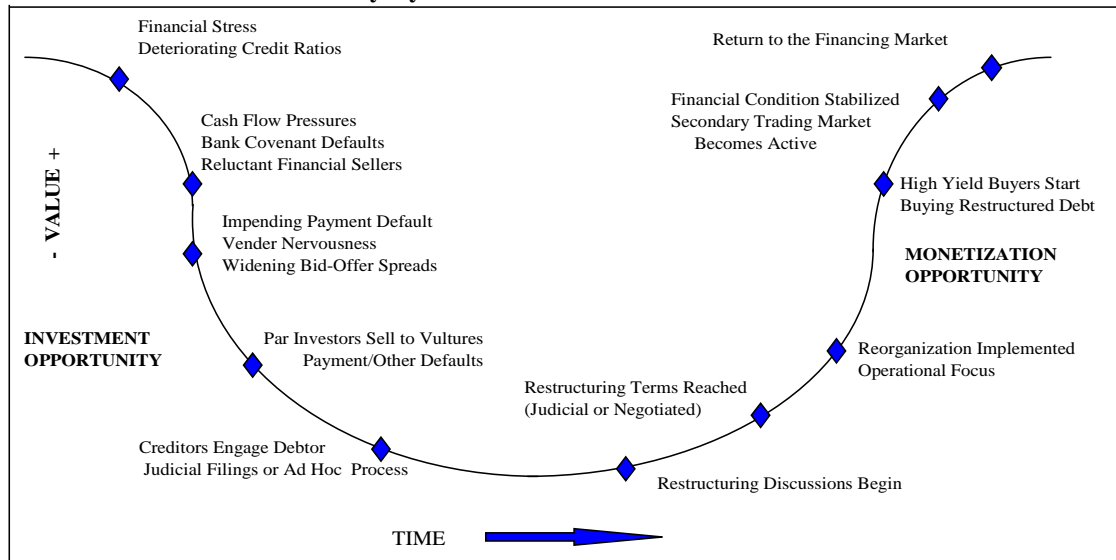 Financial Stress
Deteriorating Credit Ratios
Cash Flow Pressures
Bank Covenant Defaults
Reluctant Financial Sellers
- VALUE +
Impending Payment Default
Vender Nervousness
Widening Bid-Offer Spreads
INVESTMENT
OPPORTUNITY
Par Investors Sell to Vultures
Payment/Other Defaults
Creditors Engage Debtor
Judicial Filings or Ad Hoc Process
Restructuring Discussions Begin
Restructuring Terms Reached
(Judicial or Negotiated)
Reorganization Implemented
Operational Focus
MONETIZATION
OPPORTUNITY
High Yield Buyers Start
Buying Restructured Debt
Financial Condition Stabilized
Secondary Trading Market
Becomes Active
Return to the Financing Market
TIME